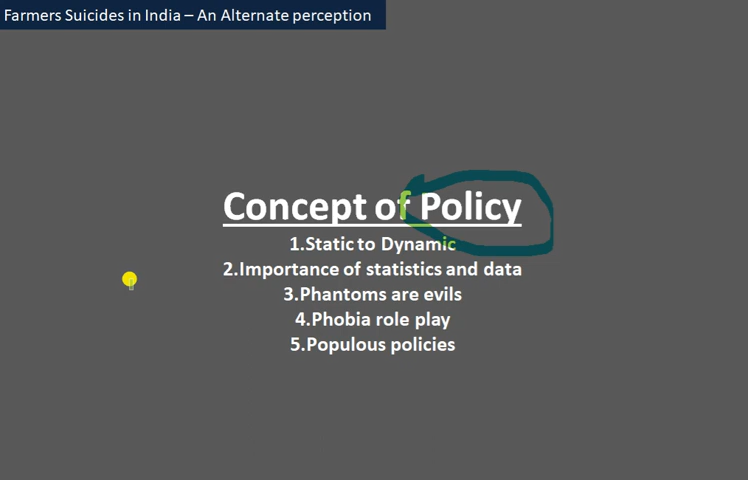 Farmers Suicides in India – An Alternate perception
Concept of Policy
1.Static to Dynamic
2.Importance of statistics and data
3.Phantoms are evils
4.Phobia role play
5.Populous policies